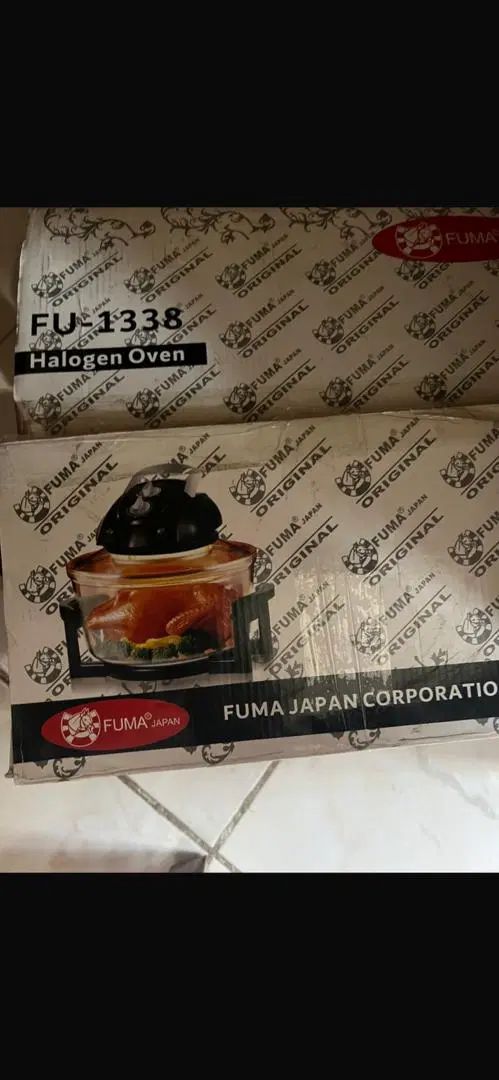 FUMA
FU-1338
Halogen Oven
FUMA® JAPAN
ORIGINAL
FUMA® JAPAN
FUMA JAPAN CORPORATIO